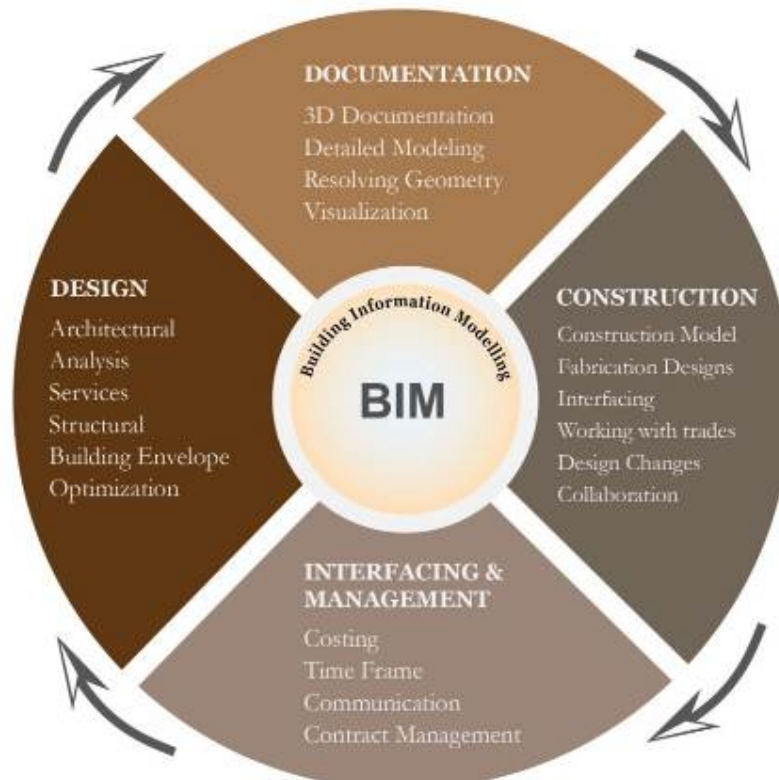 DOCUMENTATION
3D Documentation
Detailed Modeling
Resolving Geometry
Visualization
DESIGN
Architectural
Analysis
Services
Structural
Building Envelope
Optimization
Building Information Modelling
BIM
CONSTRUCTION
Construction Model
Fabrication Designs
Interfacing
Working with trades
Design Changes
Collaboration
INTERFACING &
MANAGEMENT
Costing
Time Frame
Communication
Contract Management